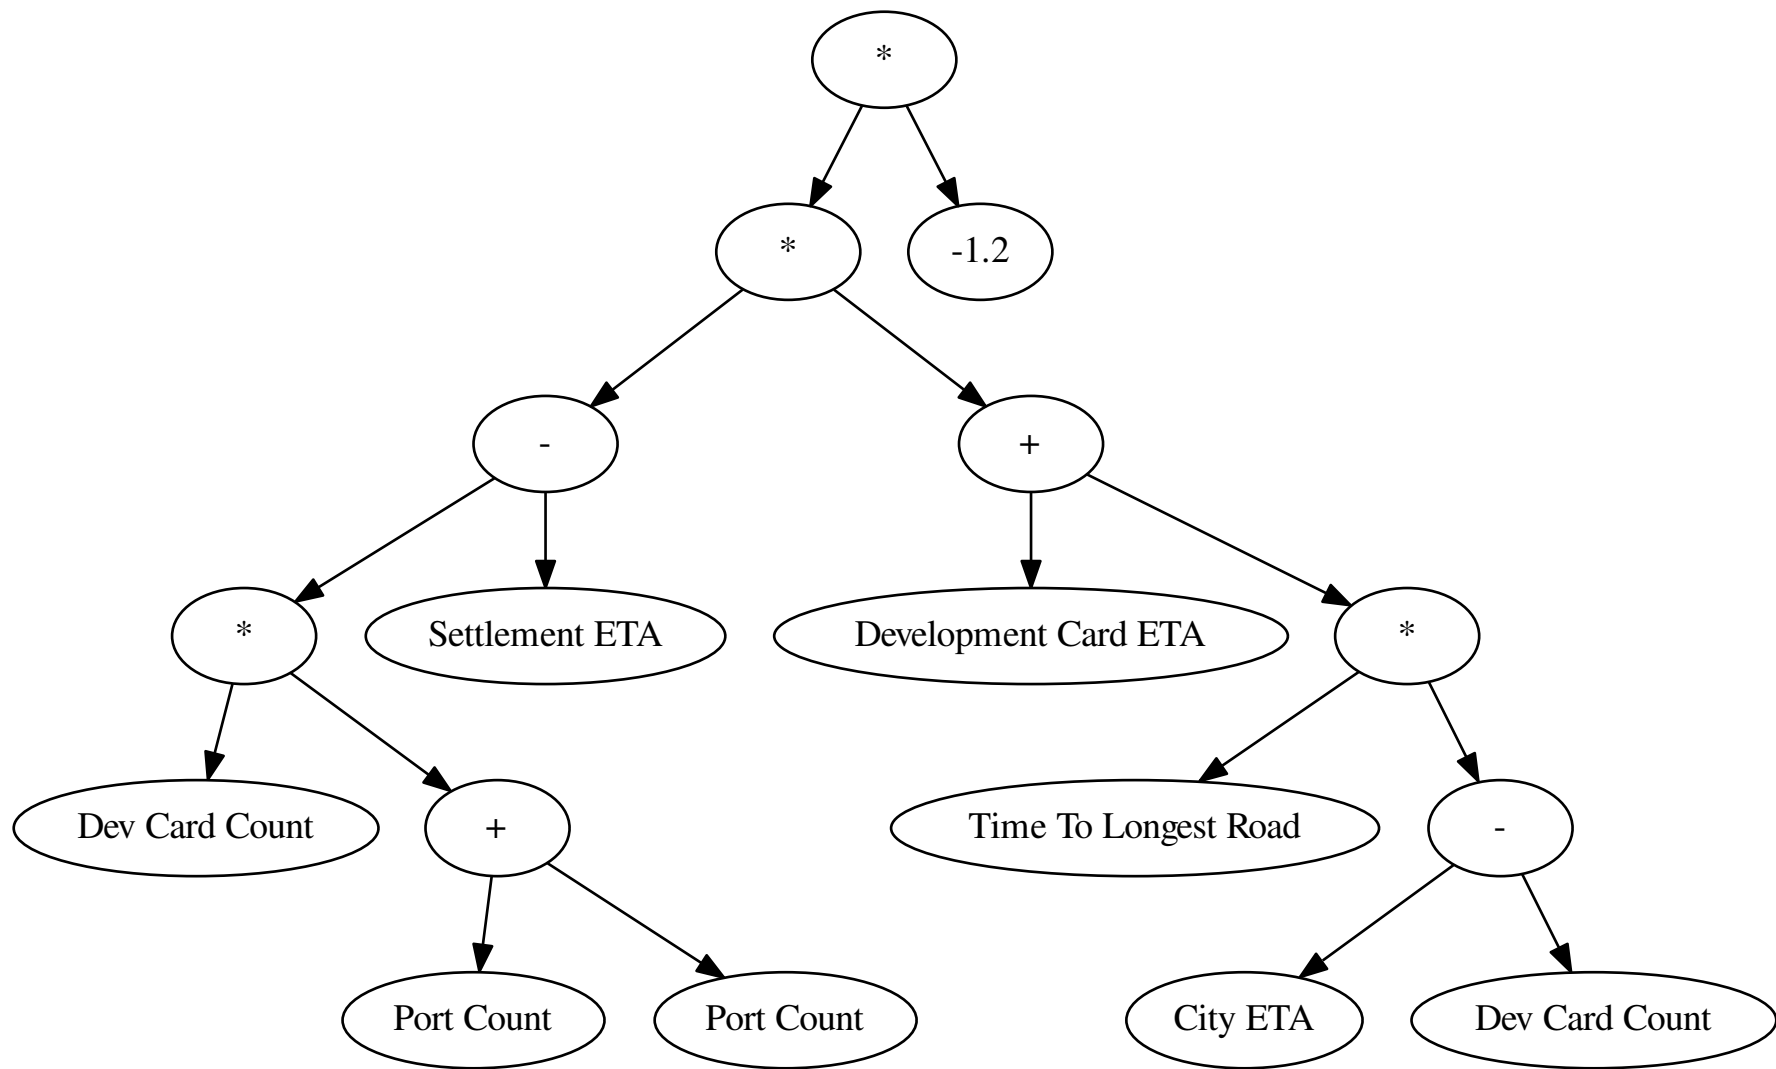 *
*
-1.2
-
+
*
Settlement ETA
Development Card ETA
*
Dev Card Count
+
Time To Longest Road
-
Port Count
Port Count
City ETA
Dev Card Count